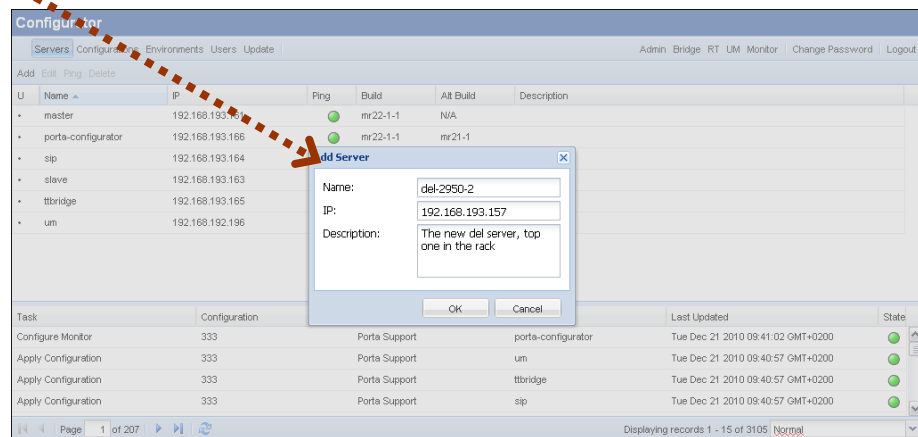 Configurator
Servers Configurations Environments Users Update Admin Bridge RT UM Monitor Change Password Logout
Add Edit Ping Delete
U Name IP Ping Build Alt Build Description
master 192.168.193.161 mr22-1-1 N/A
porta-configurator 192.168.193.166 mr22-1-1 mr21-1
sip 192.168.193.164
slave 192.168.193.163
ttbridge 192.168.193.165
um 192.168.192.196
Add Server
Name: del-2950-2
IP: 192.168.193.157
Description: The new del server, top
one in the rack
OK Cancel
Task Configuration Last Updated State
Configure Monitor 333 Porta Support porta-configurator Tue Dec 21 2010 09:41:02 GMT+0200
Apply Configuration 333 Porta Support um Tue Dec 21 2010 09:40:57 GMT+0200
Apply Configuration 333 Porta Support ttbridge Tue Dec 21 2010 09:40:57 GMT+0200
Apply Configuration 333 Porta Support sip Tue Dec 21 2010 09:40:57 GMT+0200
Page 1 of 207 Displaying records 1 - 15 of 3105 Normal